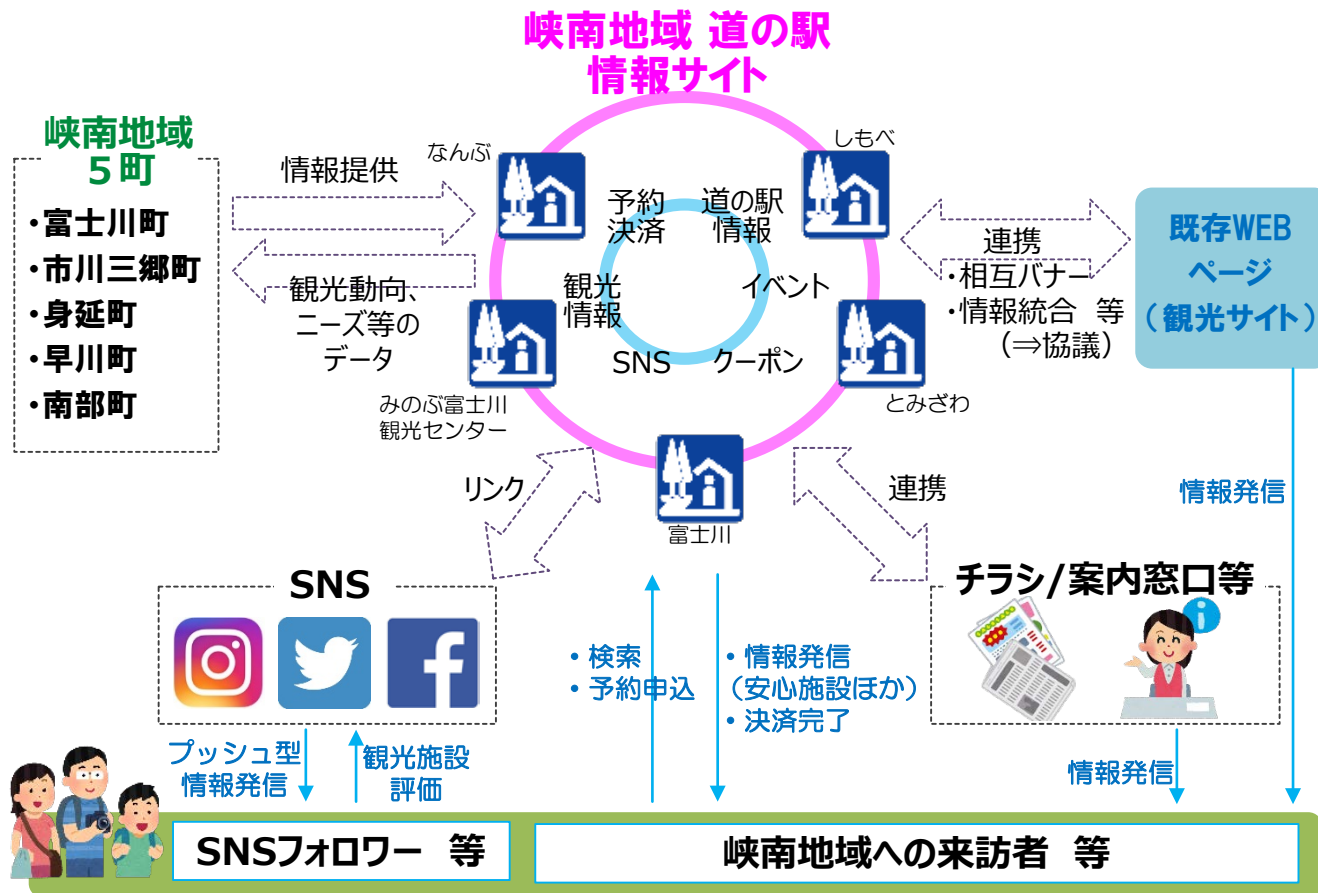 峡南地域 道の駅
情報サイト
峡南地域
５町
・富士川町
・市川三郷町
・身延町
・早川町
・南部町
情報提供
観光動向、
ニーズ等の
データ
なんぶ
しもべ
みのぶ富士川
観光センター
とみざわ
富士川
予約
決済
道の駅
情報
観光
情報
イベント
SNS
クーポン
連携
・相互バナー
・情報統合 等
（⇒協議）
既存WEB
ページ
（観光サイト）
リンク
連携
情報発信
SNS
チラシ/案内窓口等
・検索
・予約申込
・情報発信
（安心施設ほか）
・決済完了
プッシュ型
情報発信
観光施設
評価
情報発信
SNSフォロワー 等
峡南地域への来訪者 等